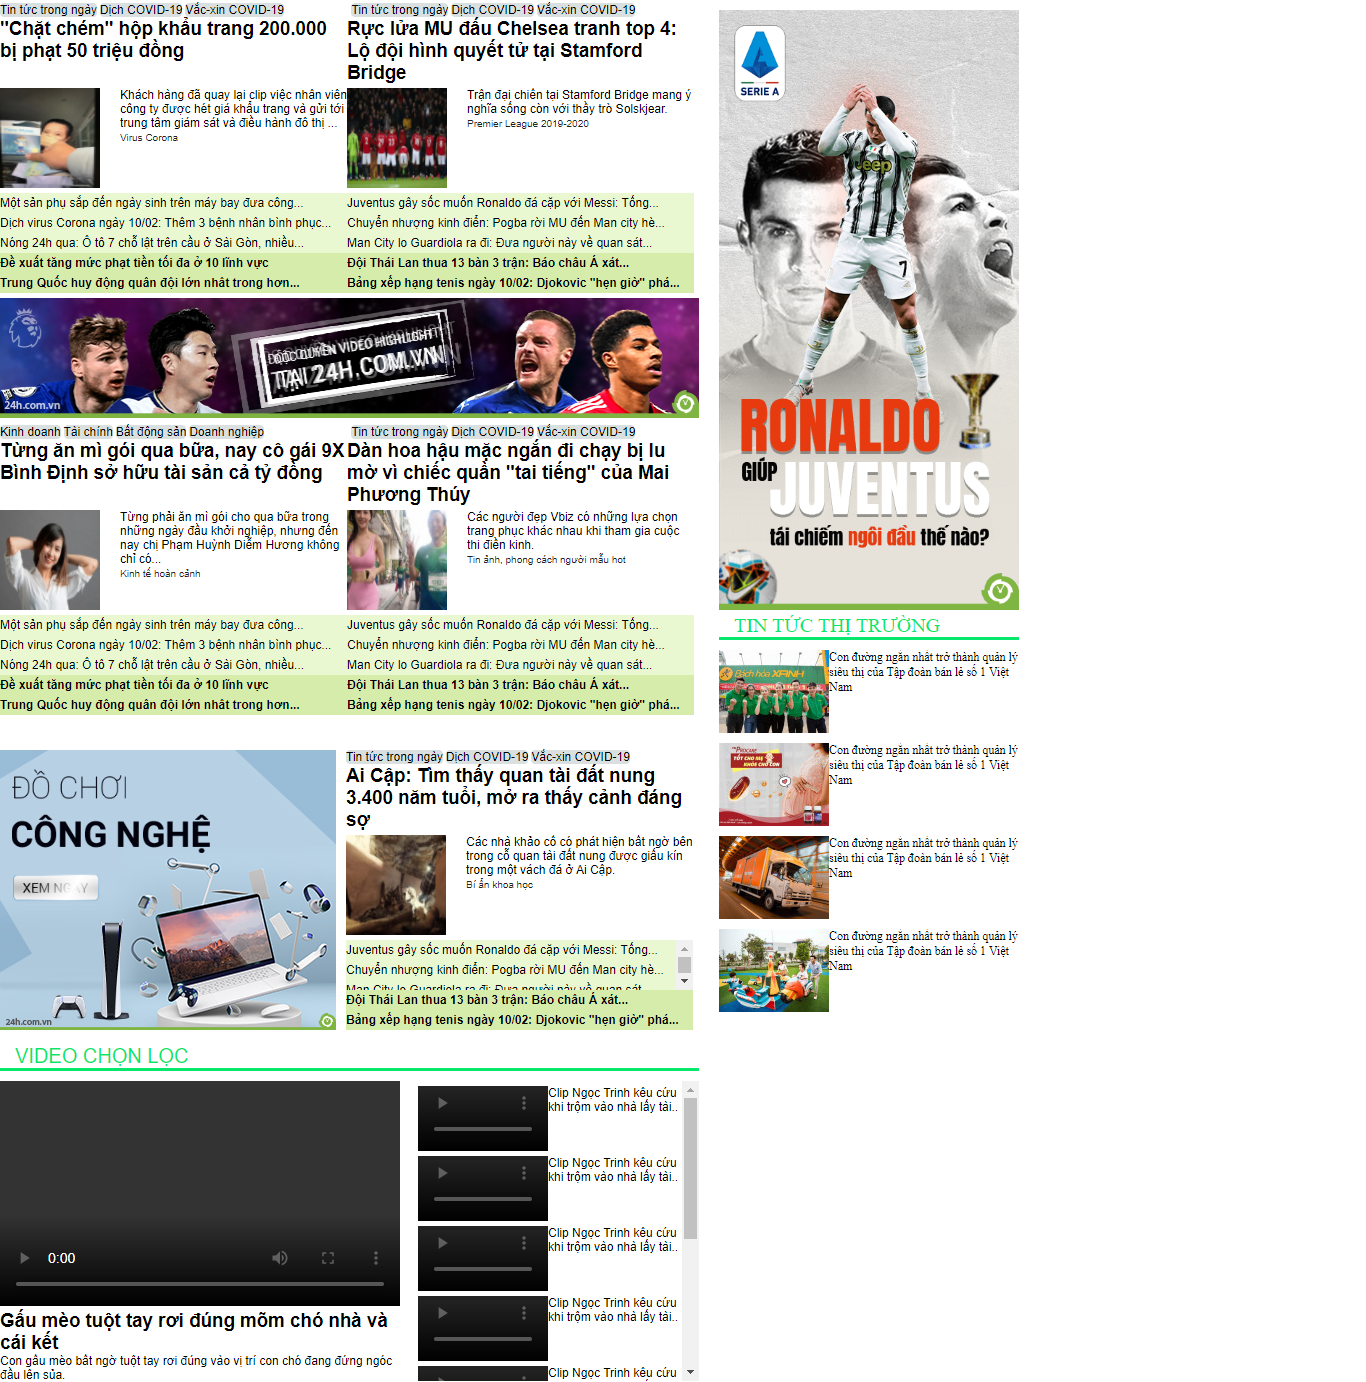 Tin tức trong ngày Dịch COVID-19 Vắc-xin COVID-19
"Chặt chém" hộp khẩu trang 200.000
bị phạt 50 triệu đồng
Khách hàng đã quay lại clip việc nhân viên
công ty được hét giá khẩu trang và gửi tới
trung tâm giám sát và điều hành đô thị ...
Virus Corona
Một sản phụ sắp đến ngày sinh trên máy bay đưa công...
Dịch virus Corona ngày 10/02: Thêm 3 bệnh nhân bình phục...
Nóng 24h qua: Ô tô 7 chỗ lật trên cầu ở Sài Gòn, nhiều...
Đề xuất tăng mức phạt tiền tối đa ở 10 lĩnh vực
Trung Quốc huy động quân đội lớn nhất trong hơn...
Tin tức trong ngày Dịch COVID-19 Vắc-xin COVID-19
Rực lửa MU đấu Chelsea tranh top 4:
Lộ đội hình quyết tử tại Stamford
Bridge
Trận đại chiến tại Stamford Bridge mang ý
nghĩa sống còn với thầy trò Solskjear.
Premier League 2019-2020
Juventus gây sốc muốn Ronaldo đá cặp với Messi: Tống...
Chuyển nhượng kinh điển: Pogba rời MU đến Man city hè...
Man City lo Guardiola ra đi: Đưa người này về quan sát...
Đội Thái Lan thua 13 bàn 3 trận: Báo châu Á xát...
Bảng xếp hạng tenis ngày 10/02: Djokovic "hẹn giờ" phá...
ĐỘC QUYỀN VIDEO HIGHLIGHT
TẠI 24H.COM.VN
24h.com.vn
Kinh doanh Tài chính Bất động sản Doanh nghiệp
Từng ăn mì gói qua bữa, nay cô gái 9X
Bình Định sở hữu tài sản cả tỷ đồng
Từng phải ăn mì gói cho qua bữa trong
những ngày đầu khởi nghiệp, nhưng đến
nay chị Phạm Huỳnh Diễm Hương không
chỉ có...
Kinh tế hoàn cảnh
Một sản phụ sắp đến ngày sinh trên máy bay đưa công...
Dịch virus Corona ngày 10/02: Thêm 3 bệnh nhân bình phục...
Nóng 24h qua: Ô tô 7 chỗ lật trên cầu ở Sài Gòn, nhiều...
Đề xuất tăng mức phạt tiền tối đa ở 10 lĩnh vực
Trung Quốc huy động quân đội lớn nhất trong hơn...
Tin tức trong ngày Dịch COVID-19 Vắc-xin COVID-19
Dàn hoa hậu mặc ngắn đi chạy bị lu
mờ vì chiếc quần "tai tiếng" của Mai
Phương Thúy
Các người đẹp Vbiz có những lựa chọn
trang phục khác nhau khi tham gia cuộc
thi điền kinh.
Tin ảnh, phong cách người mẫu hot
Juventus gây sốc muốn Ronaldo đá cặp với Messi: Tống...
Chuyển nhượng kinh điển: Pogba rời MU đến Man city hè...
Man City lo Guardiola ra đi: Đưa người này về quan sát...
Đội Thái Lan thua 13 bàn 3 trận: Báo châu Á xát...
Bảng xếp hạng tenis ngày 10/02: Djokovic "hẹn giờ" phá...
ĐỒ CHƠI
CÔNG NGHỆ
XEM NGAY
24h.com.vn
Tin tức trong ngày Dịch COVID-19 Vắc-xin COVID-19
Ai Cập: Tìm thấy quan tài đất nung
3.400 năm tuổi, mở ra thấy cảnh đáng
sợ
Các nhà khảo cổ có phát hiện bất ngờ bên
trong cỗ quan tài đất nung được giấu kín
trong một vách đá ở Ai Cập.
Bí ẩn khoa học
Juventus gây sốc muốn Ronaldo đá cặp với Messi: Tống...
Chuyển nhượng kinh điển: Pogba rời MU đến Man city hè...
Man City lo Guardiola ra đi: Đưa người này về quan sát...
Đội Thái Lan thua 13 bàn 3 trận: Báo châu Á xát...
Bảng xếp hạng tenis ngày 10/02: Djokovic "hẹn giờ" phá...
VIDEO CHỌN LỌC
0:00
Gấu mèo tuột tay rơi đúng mõm chó nhà và
cái kết
Con gấu mèo bất ngờ tuột tay rơi đúng vào vị trí con chó đang đứng ngóc
đầu lên sủa.
Clip Ngọc Trinh kêu cứu
khi trộm vào nhà lấy tài..
Clip Ngọc Trinh kêu cứu
khi trộm vào nhà lấy tài..
Clip Ngọc Trinh kêu cứu
khi trộm vào nhà lấy tài..
Clip Ngọc Trinh kêu cứu
khi trộm vào nhà lấy tài..
Clip Ngọc Trinh kêu cứu
SERIE A
Jeep
7
RONALDO
GIÚP
JUVENTUS
tái chiếm ngôi đầu thế nào?
TIN TỨC THỊ TRƯỜNG
Bách hóa XANH
Con đường ngắn nhất trở thành quản lý
siêu thị của Tập đoàn bán lẻ số 1 Việt
Nam
PROCARE
TỐT CHO MẸ
KHỎE CHO CON
Con đường ngắn nhất trở thành quản lý
siêu thị của Tập đoàn bán lẻ số 1 Việt
Nam
Con đường ngắn nhất trở thành quản lý
siêu thị của Tập đoàn bán lẻ số 1 Việt
Nam
Con đường ngắn nhất trở thành quản lý
siêu thị của Tập đoàn bán lẻ số 1 Việt
Nam